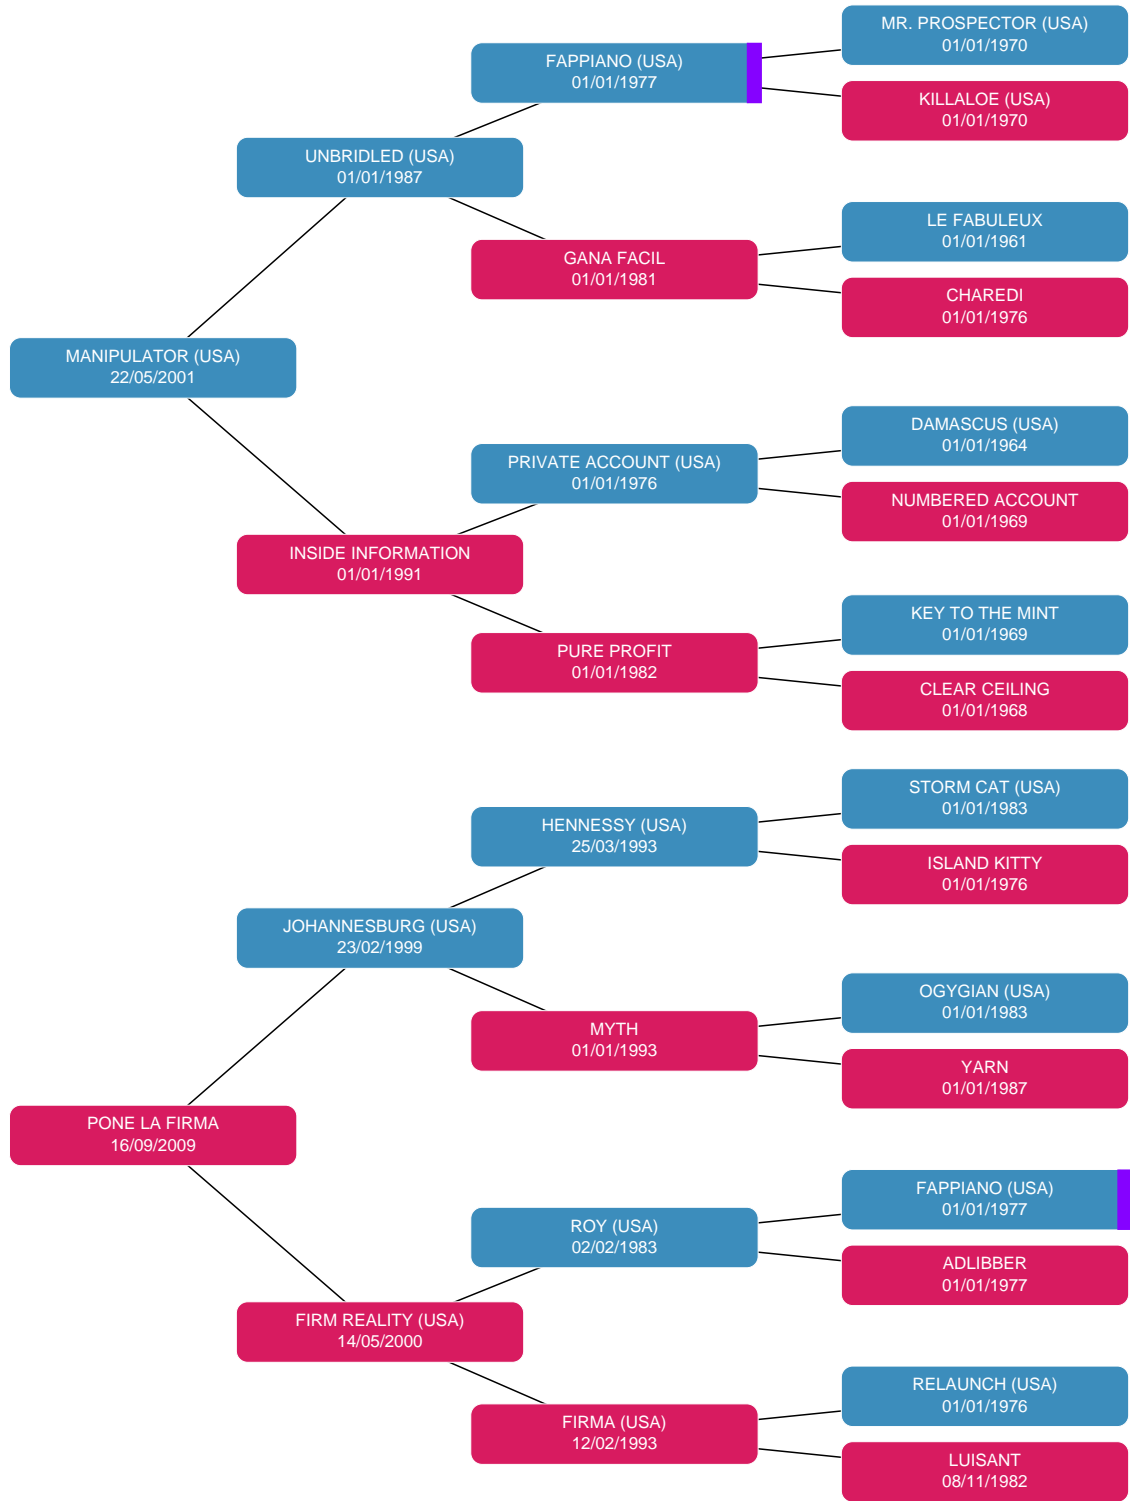 MR. PROSPECTOR (USA)
01/01/1970
FAPPIANO (USA)
01/01/1977
KILLALOE (USA)
01/01/1970
UNBRIDLED (USA)
01/01/1987
LE FABULEUX
01/01/1961
GANA FACIL
01/01/1981
CHAREDI
01/01/1976
MANIPULATOR (USA)
22/05/2001
DAMASCUS (USA)
01/01/1964
PRIVATE ACCOUNT (USA)
01/01/1976
NUMBERED ACCOUNT
01/01/1969
INSIDE INFORMATION
01/01/1991
KEY TO THE MINT
01/01/1969
PURE PROFIT
01/01/1982
CLEAR CEILING
01/01/1968
STORM CAT (USA)
01/01/1983
HENNESSY (USA)
25/03/1993
ISLAND KITTY
01/01/1976
JOHANNESBURG (USA)
23/02/1999
OGYGIAN (USA)
01/01/1983
MYTH
01/01/1993
YARN
01/01/1987
PONE LA FIRMA
16/09/2009
FAPPIANO (USA)
01/01/1977
ROY (USA)
02/02/1983
ADLIBBER
01/01/1977
FIRM REALITY (USA)
14/05/2000
RELAUNCH (USA)
01/01/1976
FIRMA (USA)
12/02/1993
LUISANT
08/11/1982